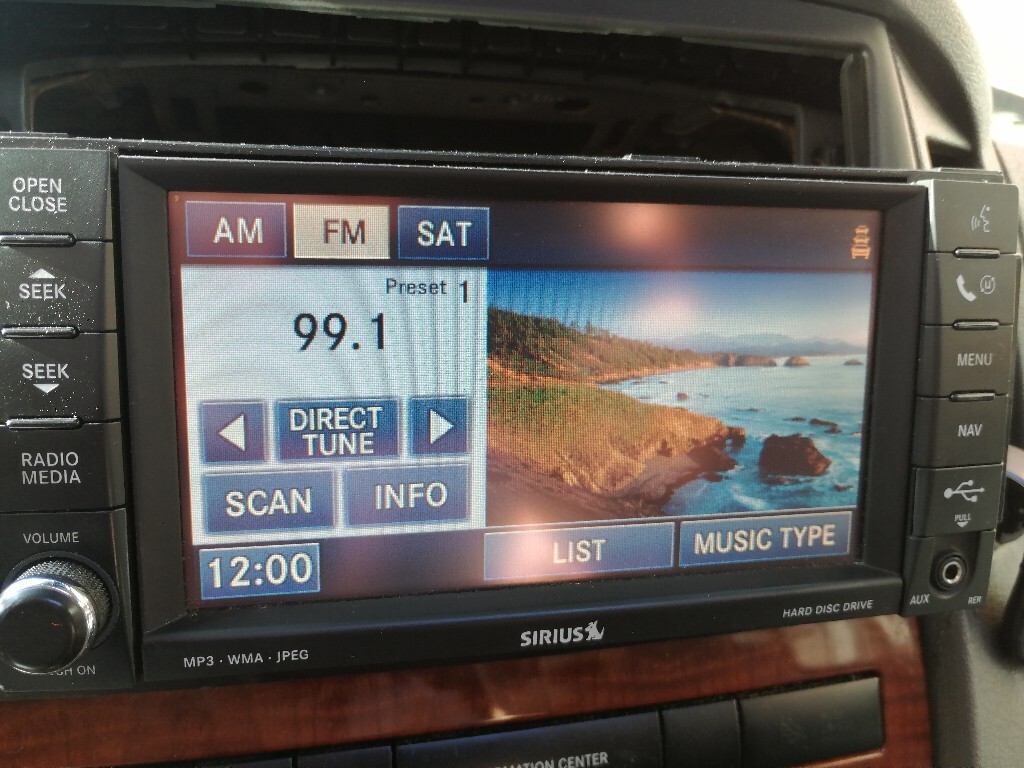 OPEN
CLOSE
SEEK
SEEK
RADIO
MEDIA
VOLUME
AM
FM
SAT
Preset 1
99.1
DIRECT
TUNE
SCAN
INFO
12:00
LIST
MUSIC TYPE
MENU
NAV
PULL
AUX
MP3 · WMA · JPEG
SIRIUS
HARD DISC DRIVE
CENTER